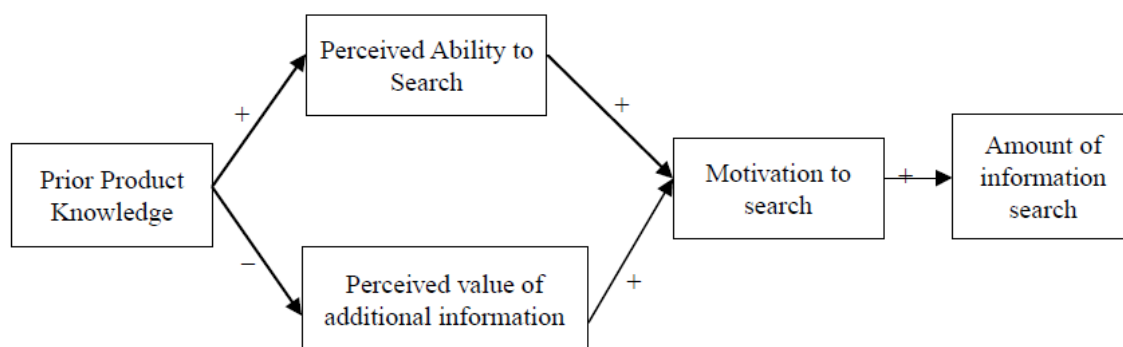 Perceived Ability to
Search
+
+
Prior Product
Knowledge
Motivation to
search
+
Amount of
information
search
−
Perceived value of
additional information
+